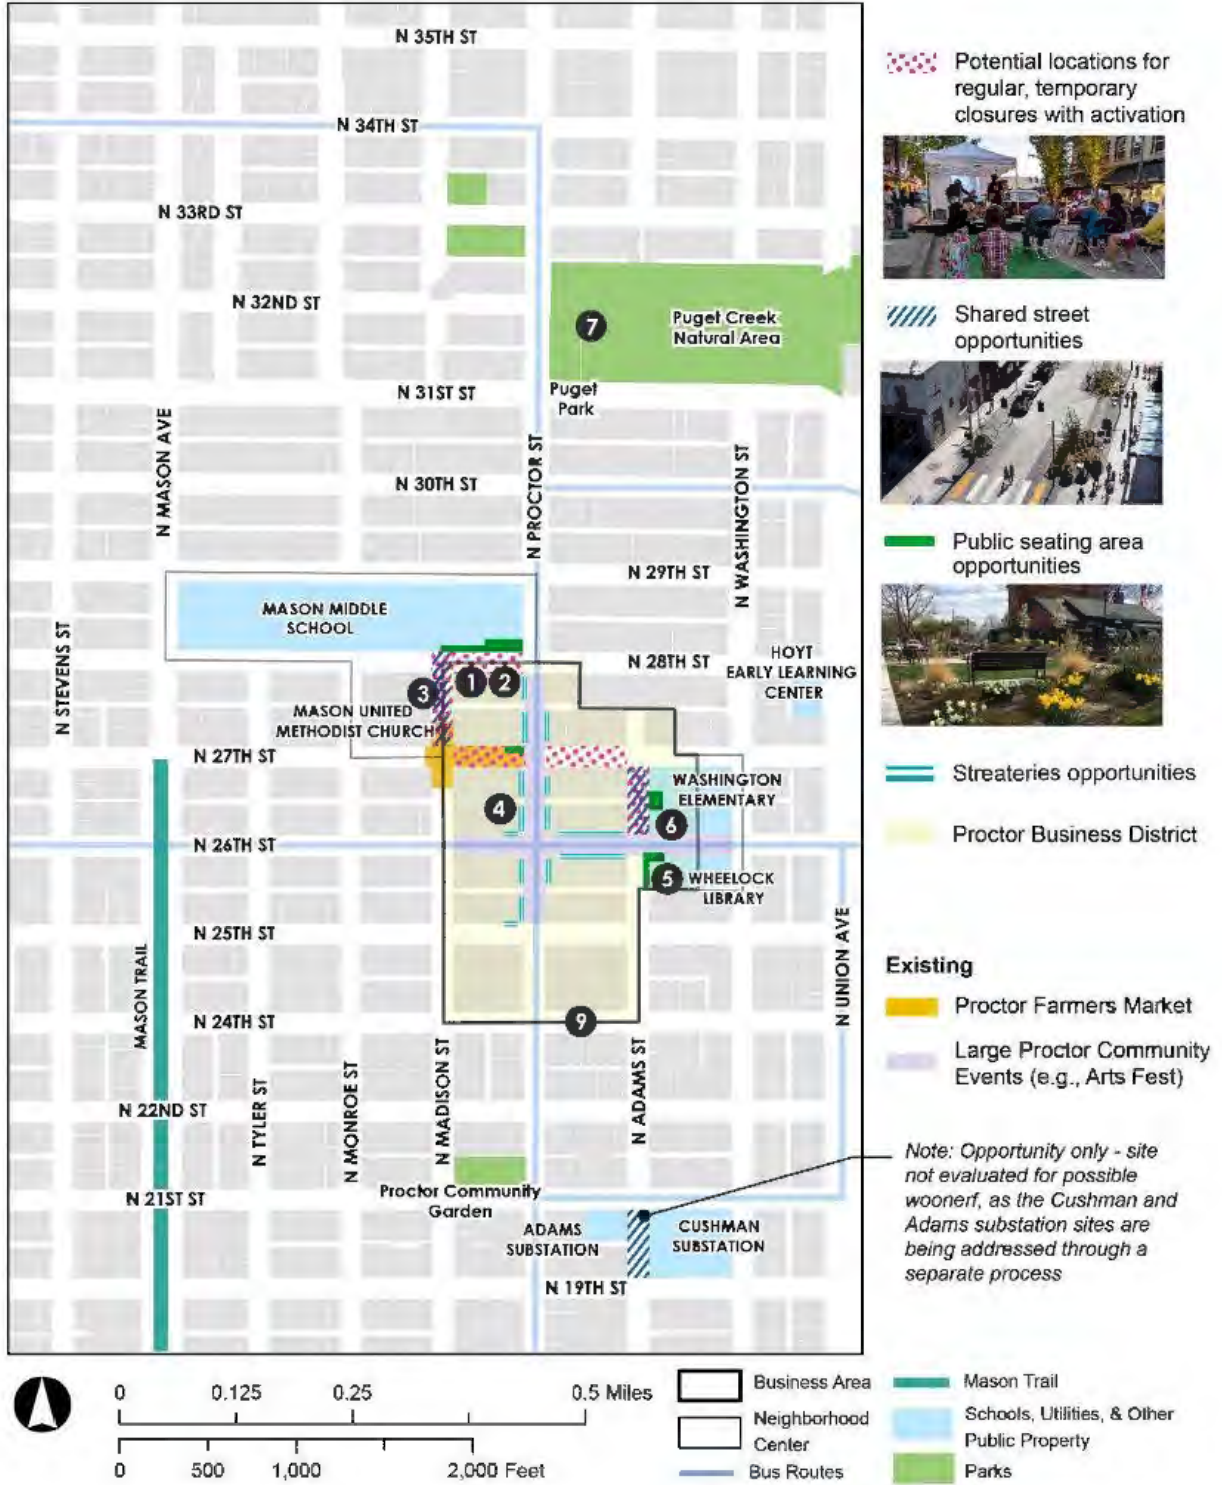 N 35TH ST
N 34TH ST
N 33RD ST
N 32ND ST
7
Puget Creek
Natural Area
N 31ST ST
Puget
Park
N MASON AVE
N PROCTOR ST
N WASHINGTON ST
N 30TH ST
N 29TH ST
MASON MIDDLE
SCHOOL
N STEVENS ST
N 28TH ST
HOYT
EARLY LEARNING
CENTER
3
1
2
MASON UNITED
METHODIST CHURCH
N 27TH ST
WASHINGTON
ELEMENTARY
4
6
N 26TH ST
5
WHEELOCK
LIBRARY
N 25TH ST
MASON TRAIL
N UNION AVE
N 24TH ST
9
N TYLER ST
N MONROE ST
N MADISON ST
N ADAMS ST
N 22ND ST
N 21ST ST
Proctor Community
Garden
ADAMS
SUBSTATION
CUSHMAN
SUBSTATION
N 19TH ST
Potential locations for
regular, temporary
closures with activation
Shared street
opportunities
Public seating area
opportunities
Streateries opportunities
Proctor Business District
Existing
Proctor Farmers Market
Large Proctor Community
Events (e.g., Arts Fest)
Note: Opportunity only - site
not evaluated for possible
woonerf, as the Cushman and
Adams substation sites are
being addressed through a
separate process
0 0.125 0.25 0.5 Miles
0 500 1,000 2,000 Feet
Business Area
Neighborhood
Center
Bus Routes
Mason Trail
Schools, Utilities, & Other
Public Property
Parks